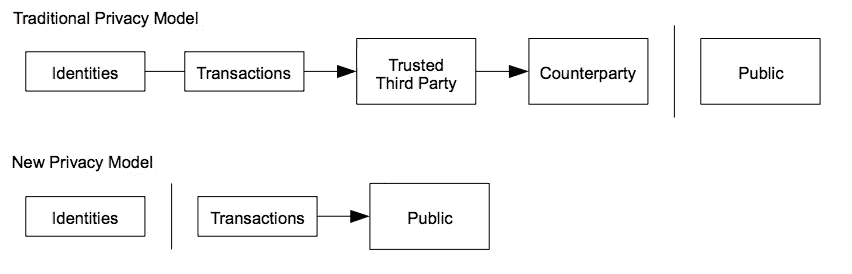 Traditional Privacy Model
Identities
Transactions
Trusted
Third Party
Counterparty
Public
New Privacy Model
Identities
Transactions
Public